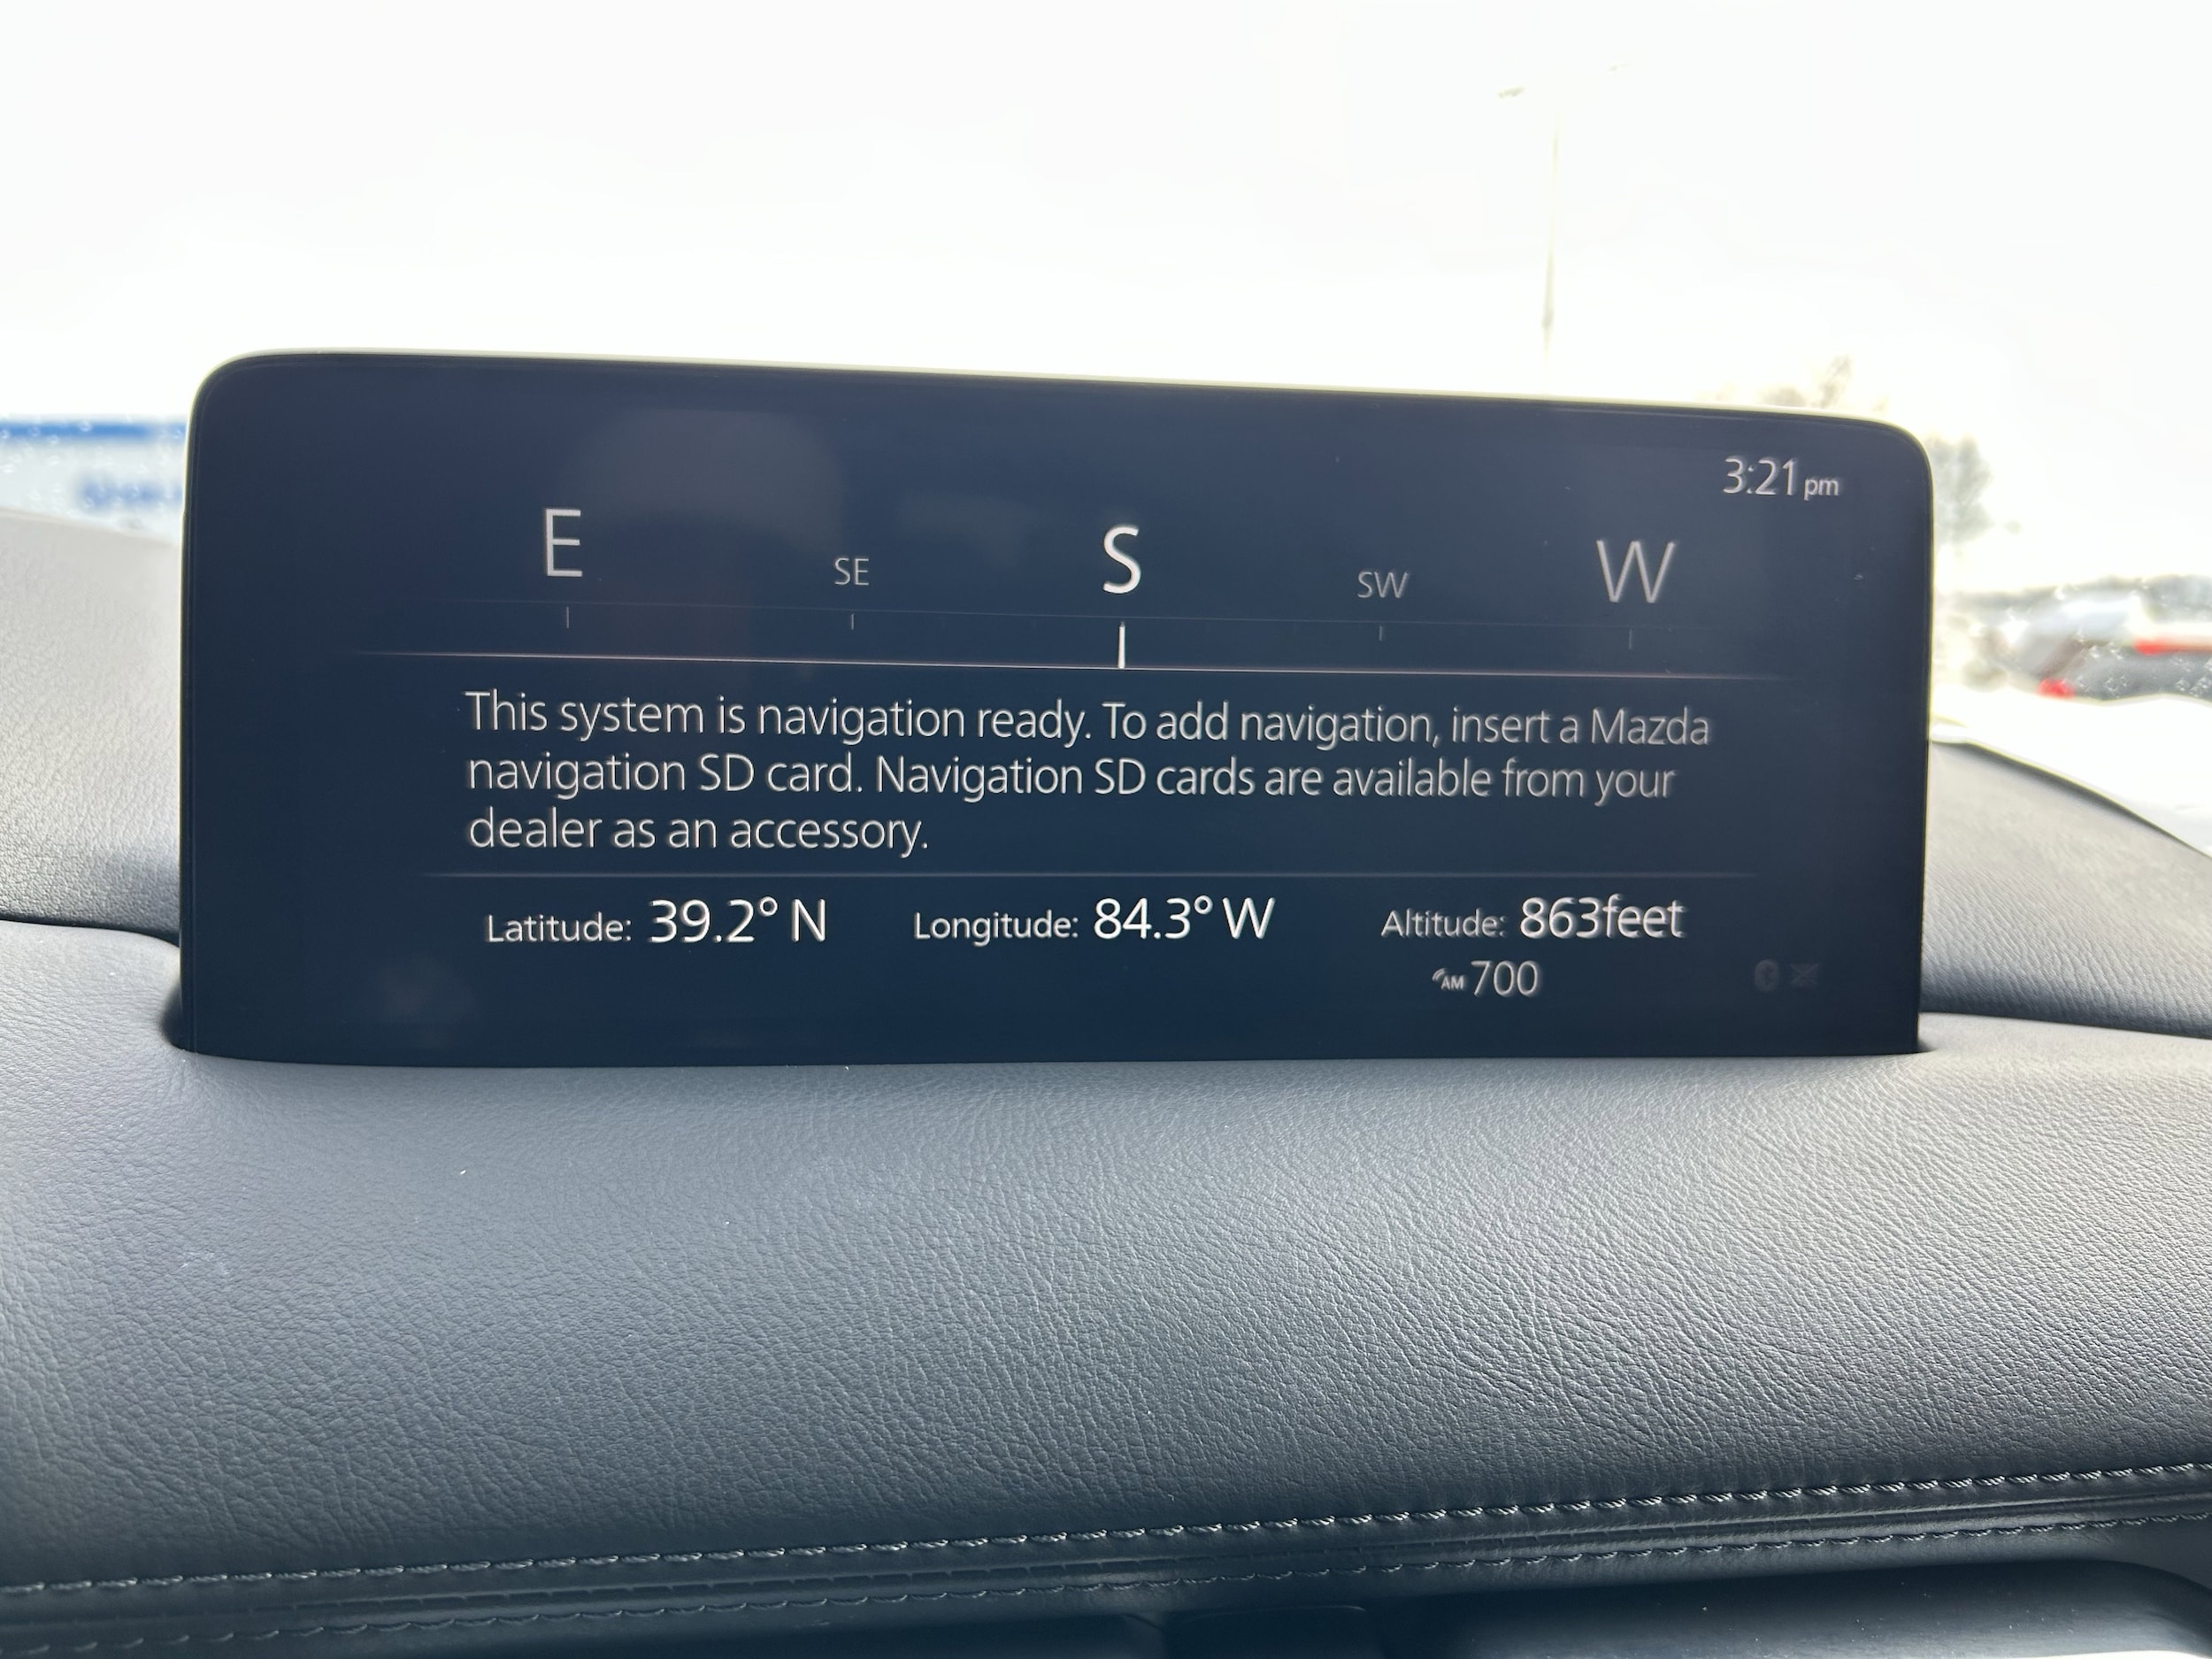 3:21 pm
E SE S SW W
This system is navigation ready. To add navigation, insert a Mazda
navigation SD card. Navigation SD cards are available from your
dealer as an accessory.
Latitude: 39.2° N Longitude: 84.3° W Altitude: 863feet
AM 700